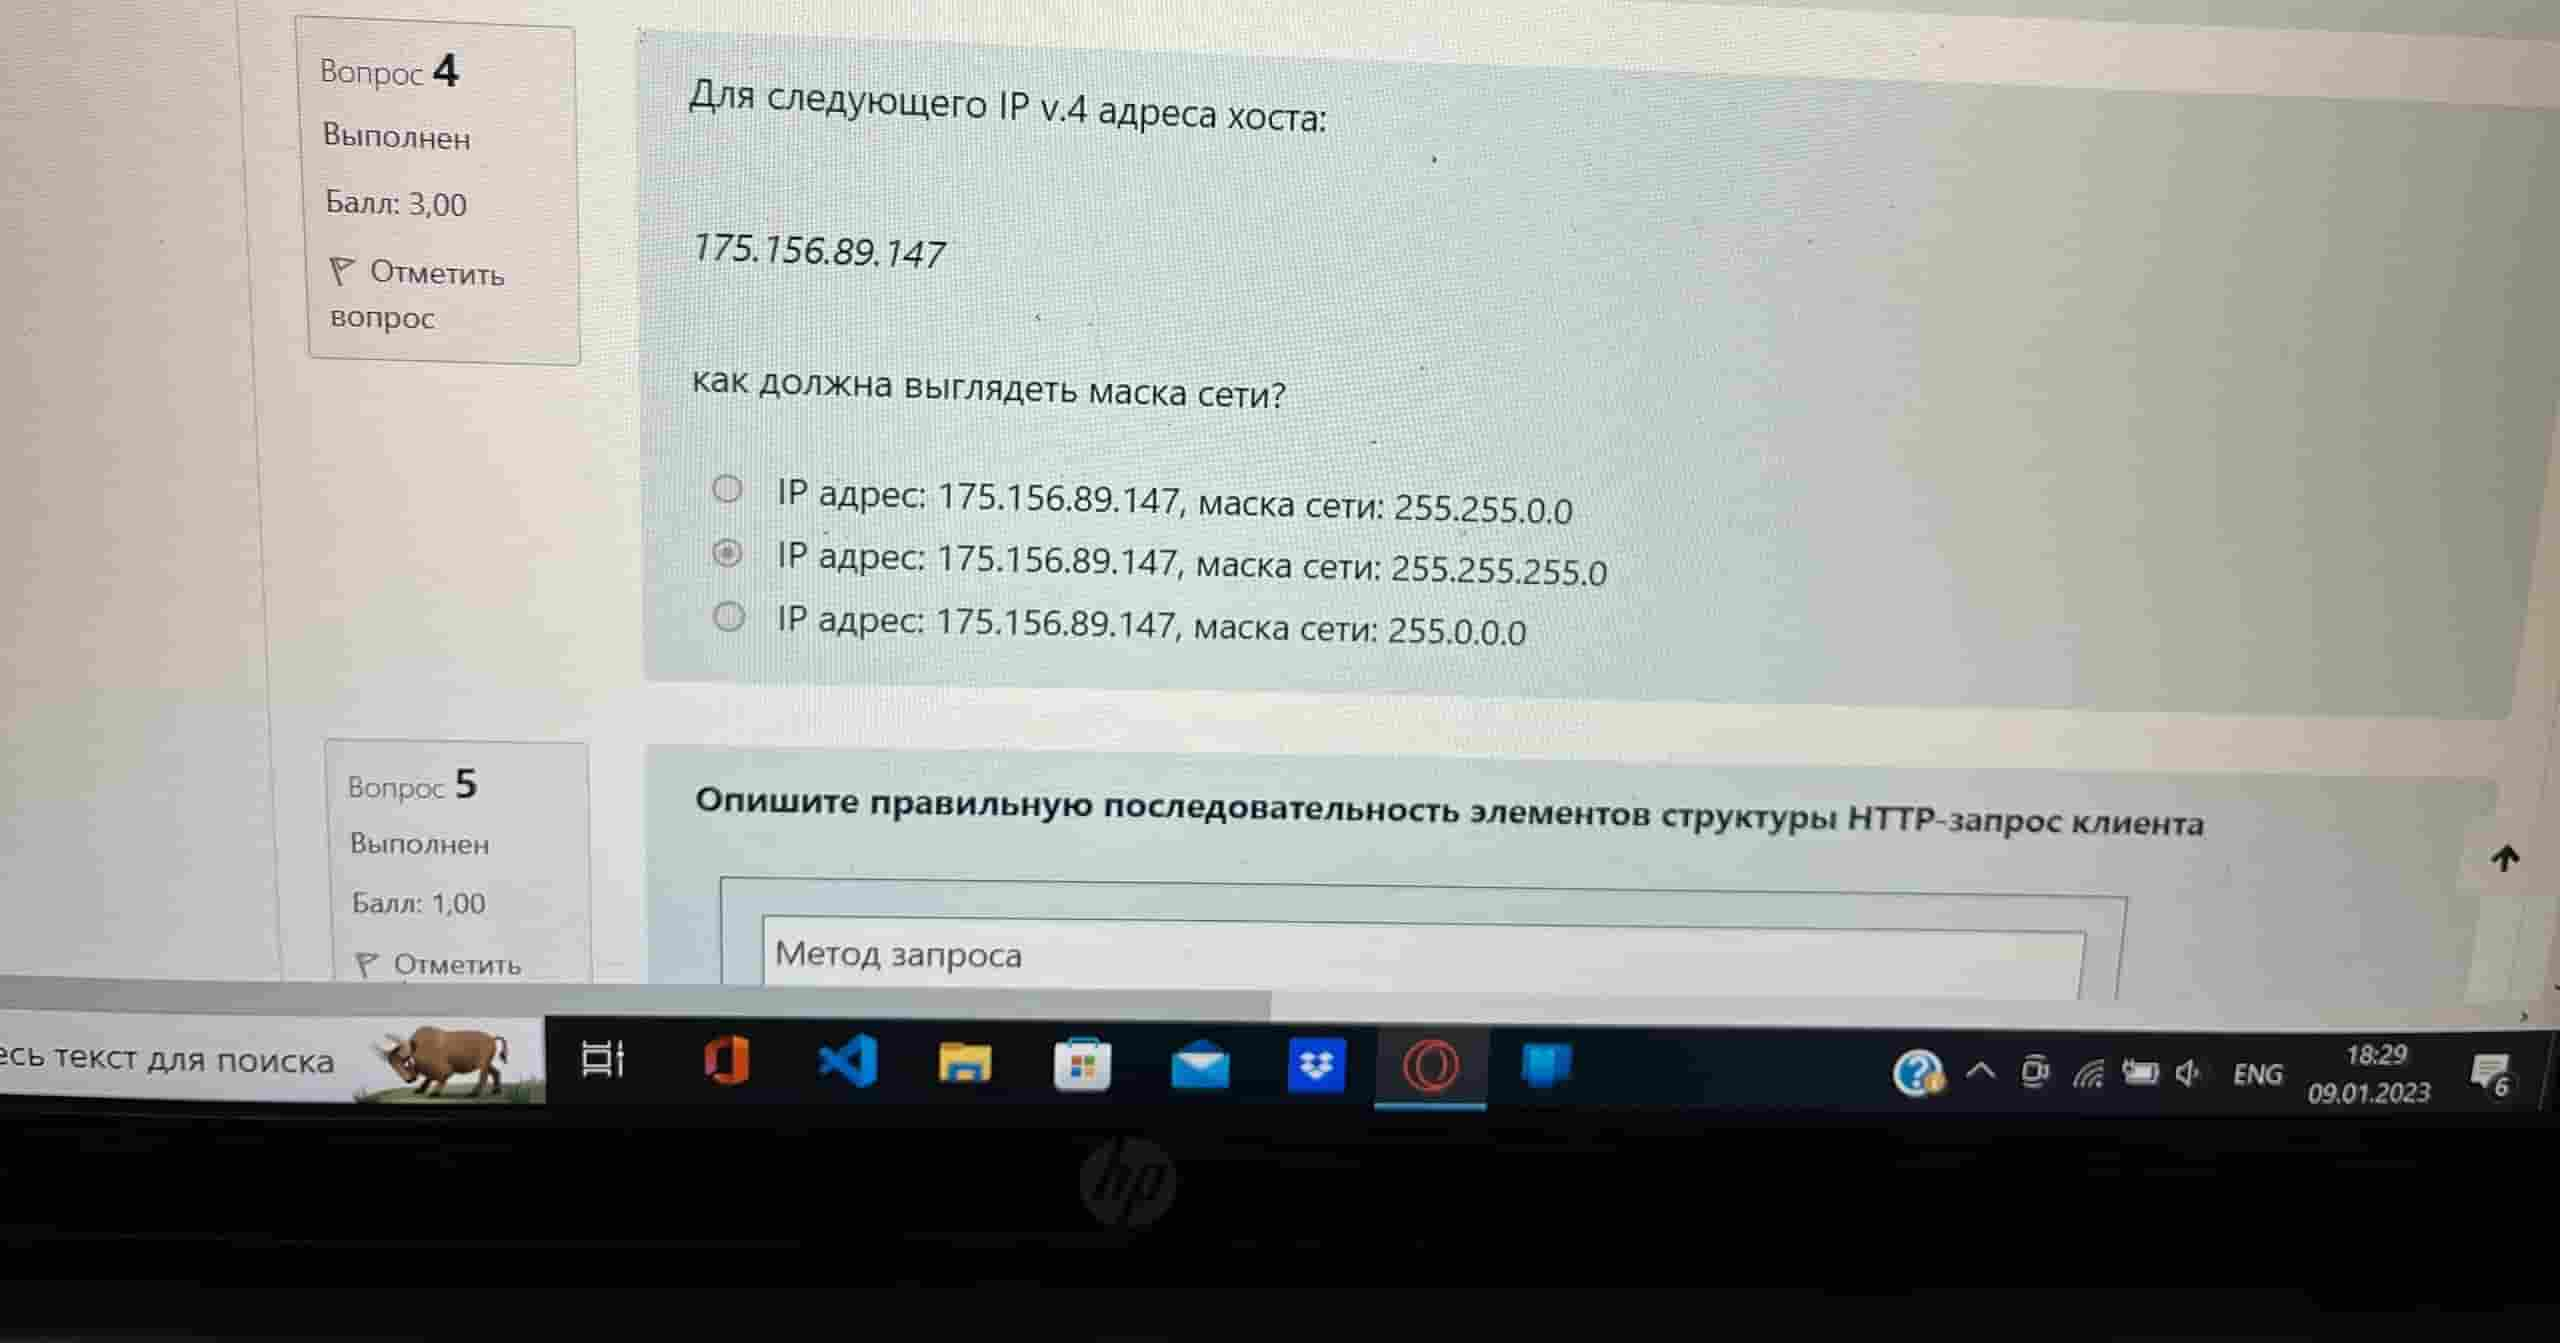 Вопрос 4
Выполнен
Балл: 3,00
Отметить
вопрос
Для следующего IP v.4 адреса хоста:
175.156.89.147
как должна выглядеть маска сети?
IP адрес: 175.156.89.147, маска сети: 255.255.0.0
IP адрес: 175.156.89.147, маска сети: 255.255.255.0
IP адрес: 175.156.89.147, маска сети: 255.0.0.0
Вопрос 5
Выполнен
Балл: 1,00
Отметить
Опишите правильную последовательность элементов структуры HTTP-запрос клиента
Метод запроса
есь текст для поиска
ENG
18:29
09.01.2023
6
hp